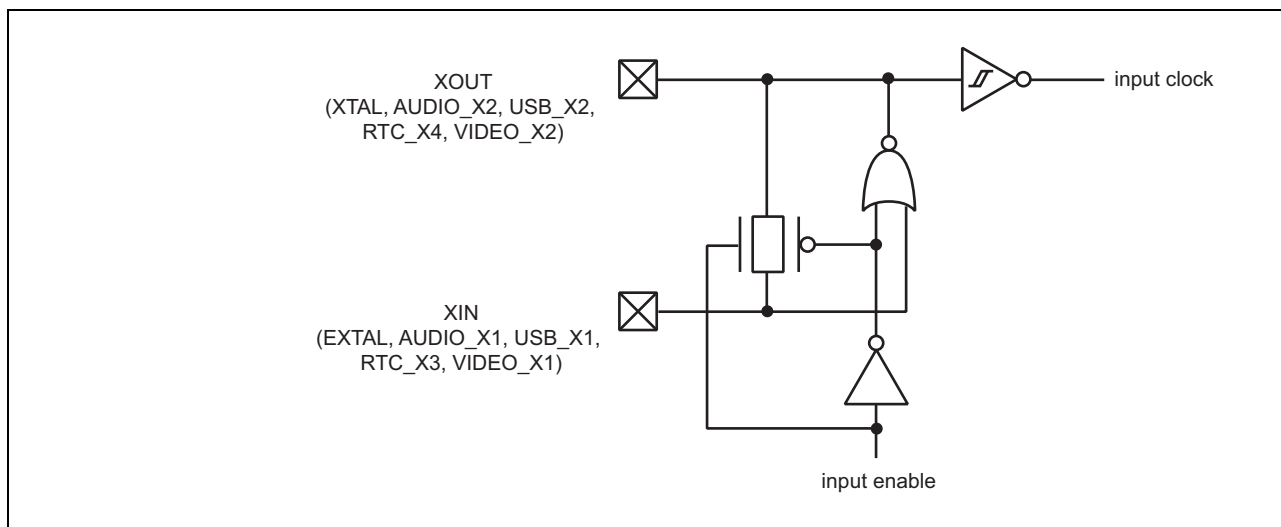 XOUT
(XTAL, AUDIO_X2, USB_X2,
RTC_X4, VIDEO_X2)
input clock
XIN
(EXTAL, AUDIO_X1, USB_X1,
RTC_X3, VIDEO_X1)
input enable